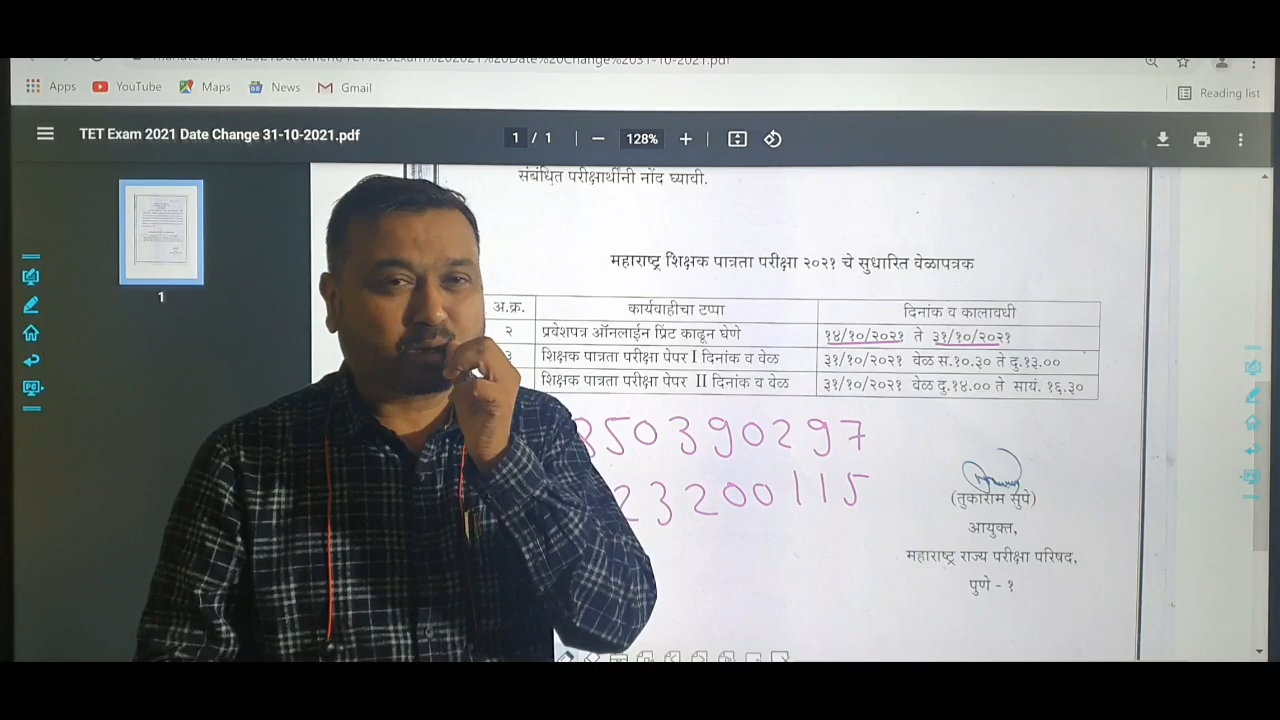 Apps YouTube Maps News Gmail Reading list
TET Exam 2021 Date Change 31-10-2021.pdf 1 / 1 128%
संबंधित परीक्षार्थींनी नोंद घ्यावी.
1
महाराष्ट्र शिक्षक पात्रता परीक्षा २०२१ चे सुधारित वेळापत्रक
अ.क्र. कार्यवाहीचा टप्पा दिनांक व कालावधी
२ प्रवेशपत्र ऑनलाईन प्रिंट काढून घेणे १४/१०/२०२१ ते ३१/१०/२०२१
३ शिक्षक पात्रता परीक्षा पेपर I दिनांक व वेळ ३१/१०/२०२१ वेळ स.१०.३० ते दु.१३.००
शिक्षक पात्रता परीक्षा पेपर II दिनांक व वेळ ३१/१०/२०२१ वेळ दु.१४.०० ते सायं. १६.३०
850390297
23200115
(तुकाराम सुपे)
आयुक्त,
महाराष्ट्र राज्य परीक्षा परिषद,
पुणे - १